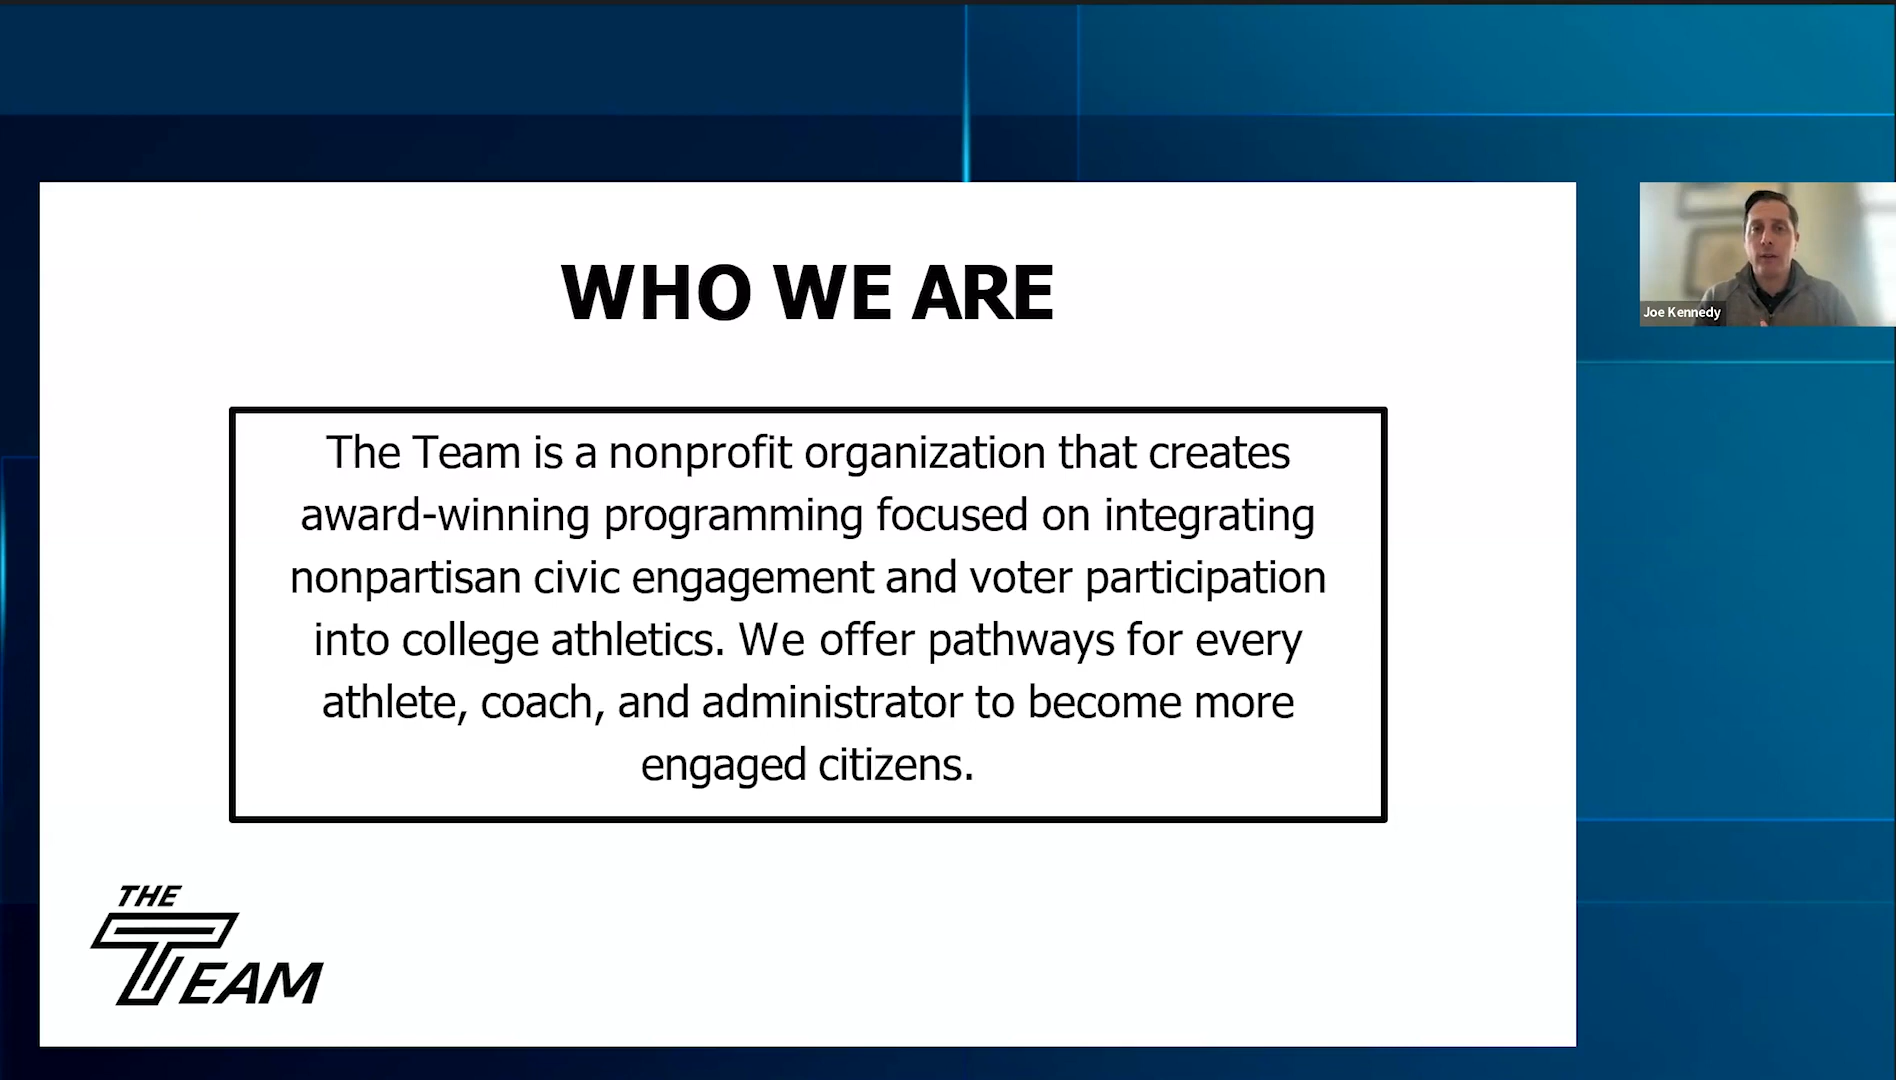 WHO WE ARE
The Team is a nonprofit organization that creates
award-winning programming focused on integrating
nonpartisan civic engagement and voter participation
into college athletics. We offer pathways for every
athlete, coach, and administrator to become more
engaged citizens.
THE
TEAM
Joe Kennedy